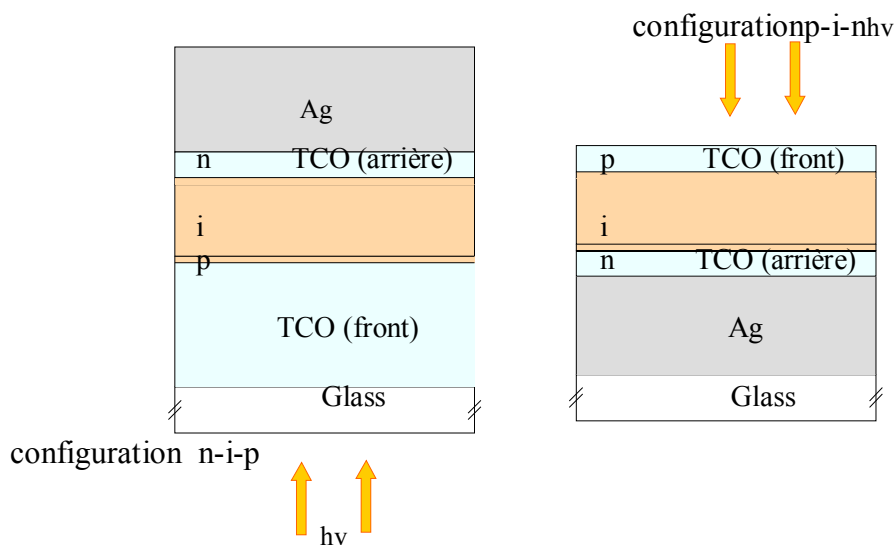 configurationp-i-nhν
Ag
n TCO (arrière)
i
p
TCO (front)
Glass
configuration n-i-p
hν
p TCO (front)
i
n TCO (arrière)
Ag
Glass